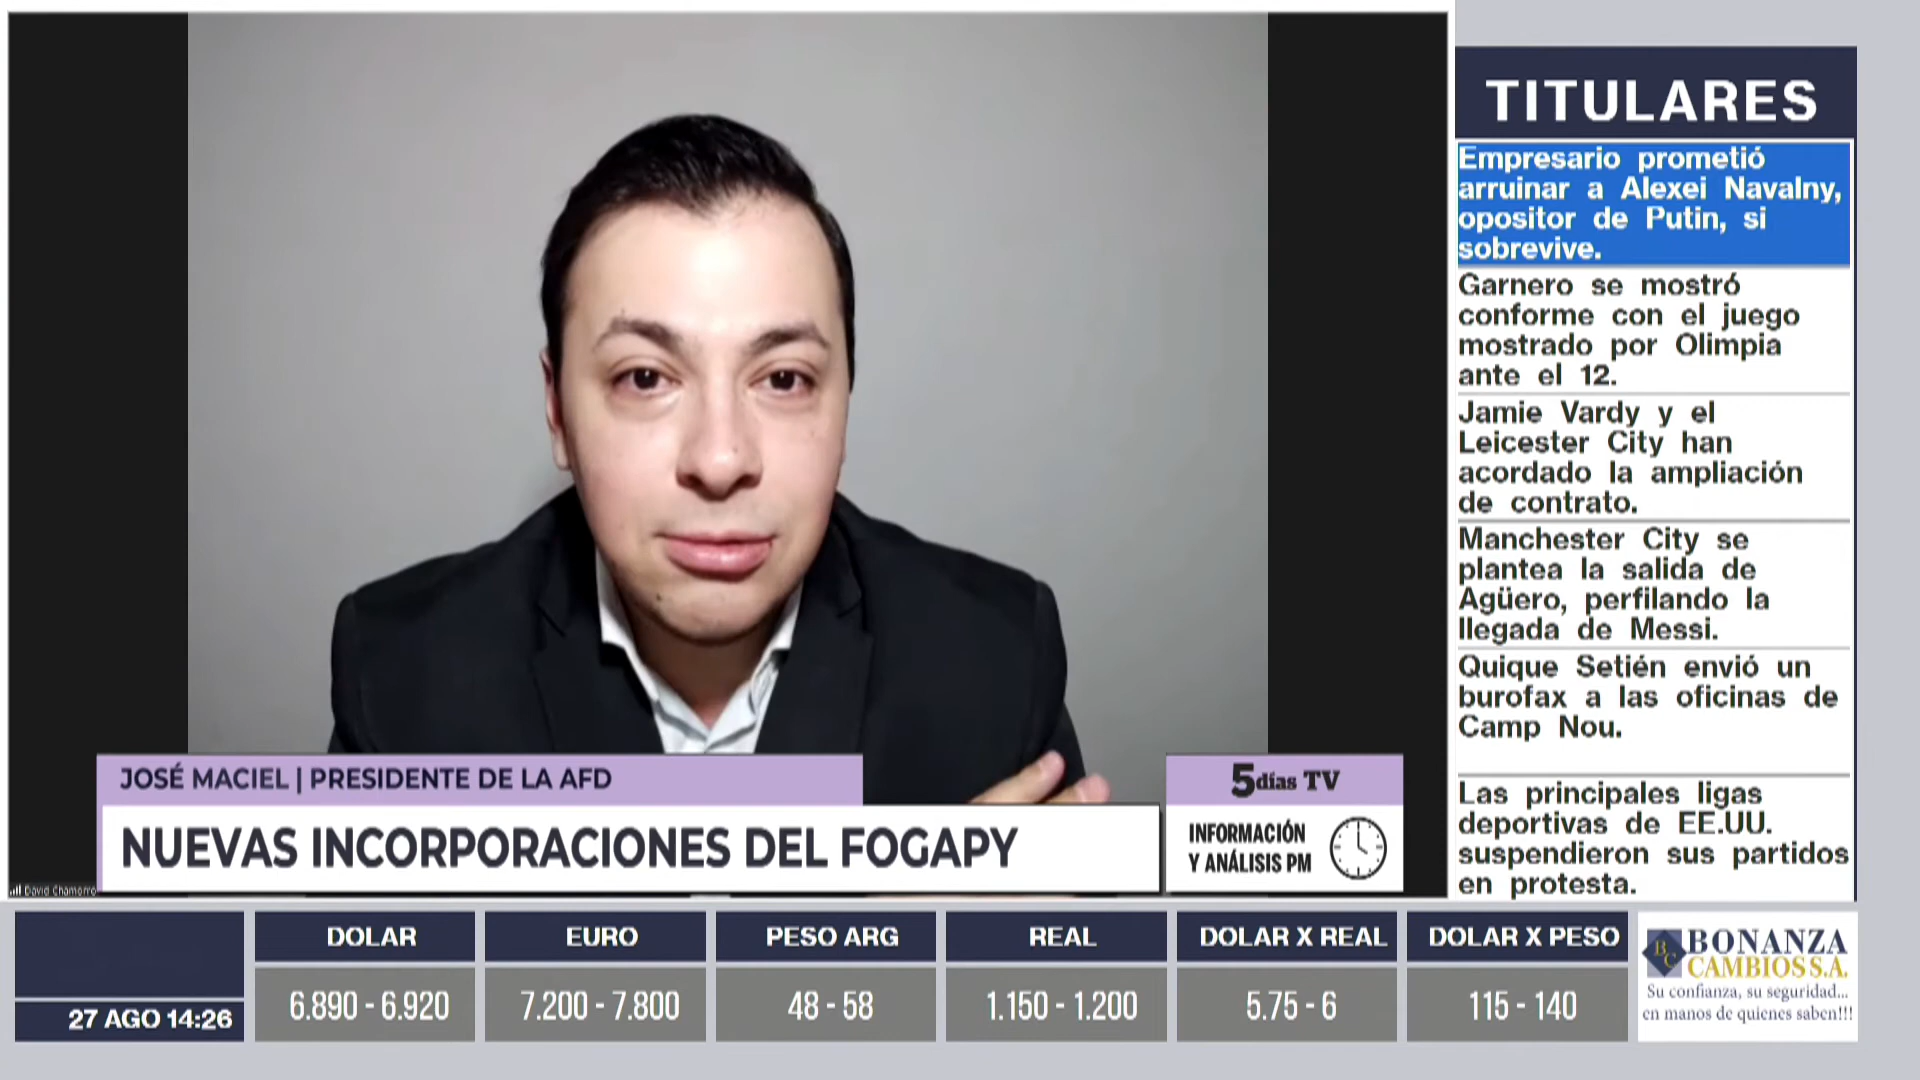 TITULARES
Empresario prometió
arruinar a Alexei Navalny,
opositor de Putin, si
sobrevive.
Garnero se mostró
conforme con el juego
mostrado por Olimpia
ante el 12.
Jamie Vardy y el
Leicester City han
acordado la ampliación
de contrato.
Manchester City se
plantea la salida de
Agüero, perfilando la
llegada de Messi.
Quique Setién envió un
burofax a las oficinas de
Camp Nou.
Las principales ligas
deportivas de EE.UU.
suspendieron sus partidos
en protesta.
JOSÉ MACIEL | PRESIDENTE DE LA AFD
NUEVAS INCORPORACIONES DEL FOGAPY
5días TV
INFORMACIÓN
Y ANÁLISIS PM
David Chamorro
27 AGO 14:26
DOLAR
6.890 - 6.920
EURO
7.200 - 7.800
PESO ARG
48 - 58
REAL
1.150 - 1.200
DOLAR X REAL
5.75 - 6
DOLAR X PESO
115 - 140
BC
BONANZA
CAMBIOS S.A.
Su confianza, su seguridad...
en manos de quienes saben!!!